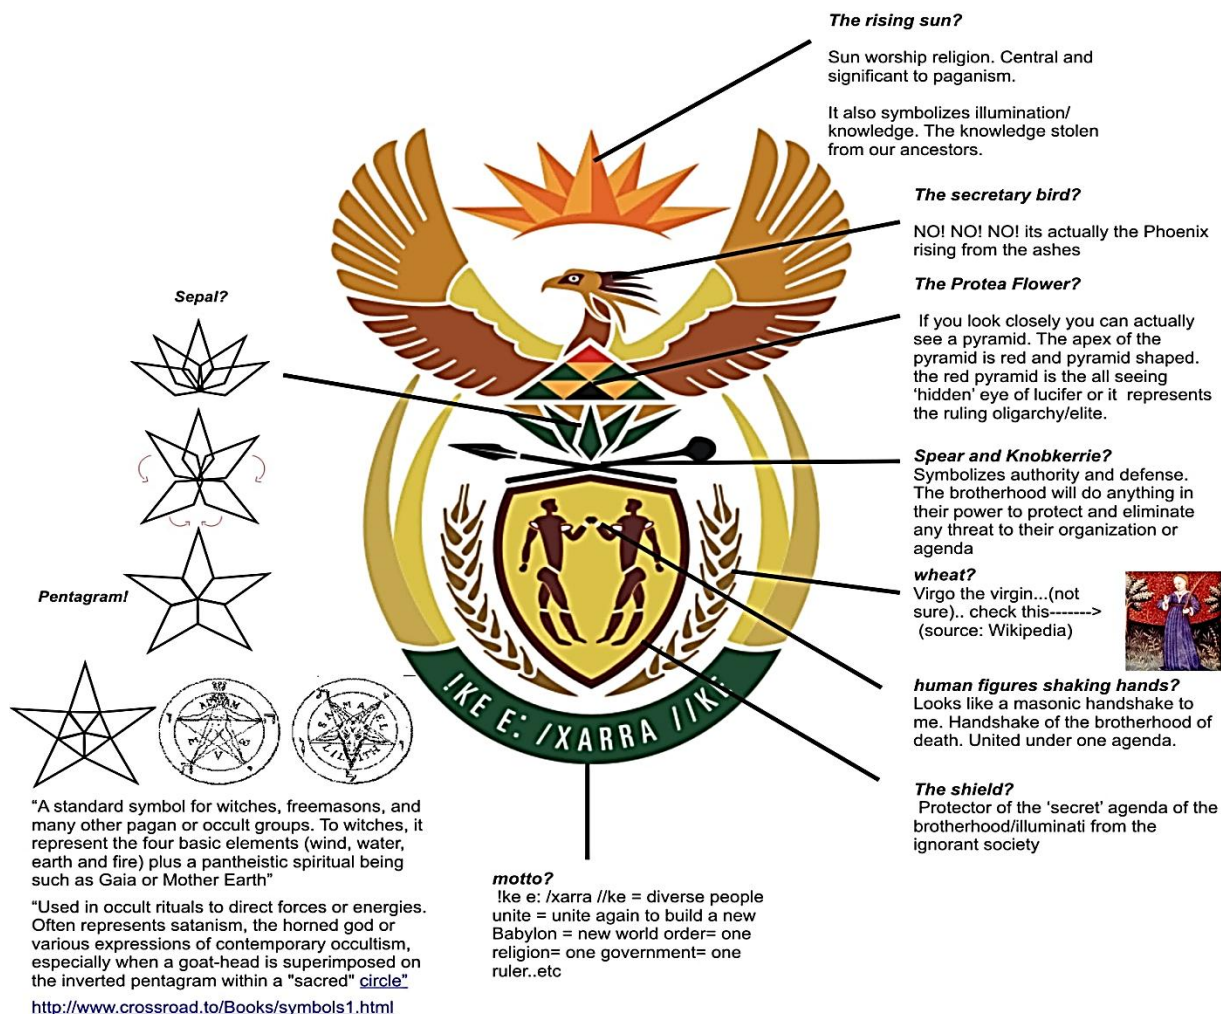 The rising sun?
Sun worship religion. Central and
significant to paganism.
It also symbolizes illumination/
knowledge. The knowledge stolen
from our ancestors.
The secretary bird?
NO! NO! NO! its actually the Phoenix
rising from the ashes
The Protea Flower?
If you look closely you can actually
see a pyramid. The apex of the
pyramid is red and pyramid shaped.
the red pyramid is the all seeing
'hidden' eye of lucifer or it represents
the ruling oligarchy/elite.
Spear and Knobkerrie?
Symbolizes authority and defense.
The brotherhood will do anything in
their power to protect and eliminate
any threat to their organization or
agenda
wheat?
Virgo the virgin...(not
sure).. check this------->
(source: Wikipedia)
human figures shaking hands?
Looks like a masonic handshake to
me. Handshake of the brotherhood of
death. United under one agenda.
The shield?
Protector of the 'secret' agenda of the
brotherhood/illuminati from the
ignorant society
Sepal?
Pentagram!
!KE E: /XARRA //KE
SAMAEL
LILITH
"A standard symbol for witches, freemasons, and
many other pagan or occult groups. To witches, it
represent the four basic elements (wind, water,
earth and fire) plus a pantheistic spiritual being
such as Gaia or Mother Earth"
"Used in occult rituals to direct forces or energies.
Often represents satanism, the horned god or
various expressions of contemporary occultism,
especially when a goat-head is superimposed on
the inverted pentagram within a "sacred" circle"
http://www.crossroad.to/Books/symbols1.html
motto?
!ke e: /xarra //ke = diverse people
unite = unite again to build a new
Babylon = new world order= one
religion= one government= one
ruler..etc